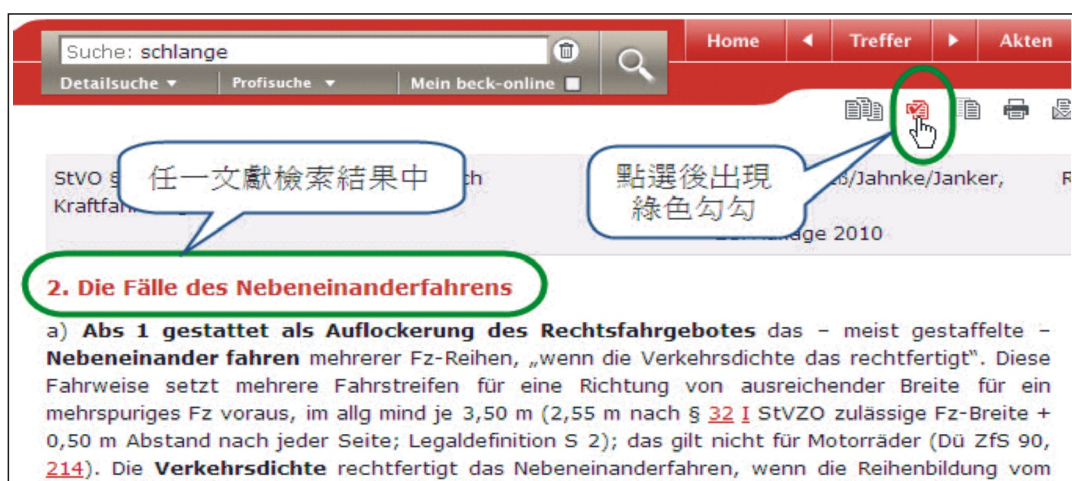 Suche: schlange
Home
Treffer
Akten
Detailsuche
Profisuche
Mein beck-online
任一文獻檢索結果中
點選後出現
綠色勾勾
StVO
ch
/Jahnke/Janker,
R
Kraftfa
age 2010
2. Die Fälle des Nebeneinanderfahrens
a) Abs 1 gestattet als Auflockerung des Rechtsfahrgebotes das – meist gestaffelte –
Nebeneinander fahren mehrerer Fz-Reihen, „wenn die Verkehrsdichte das rechtfertigt“. Diese
Fahrweise setzt mehrere Fahrstreifen für eine Richtung von ausreichender Breite für ein
mehrspuriges Fz voraus, im allg mind je 3,50 m (2,55 m nach § 32 I StVZO zulässige Fz-Breite +
0,50 m Abstand nach jeder Seite; Legaldefinition S 2); das gilt nicht für Motorräder (Dü ZfS 90,
214). Die Verkehrsdichte rechtfertigt das Nebeneinanderfahren, wenn die Reihenbildung vom